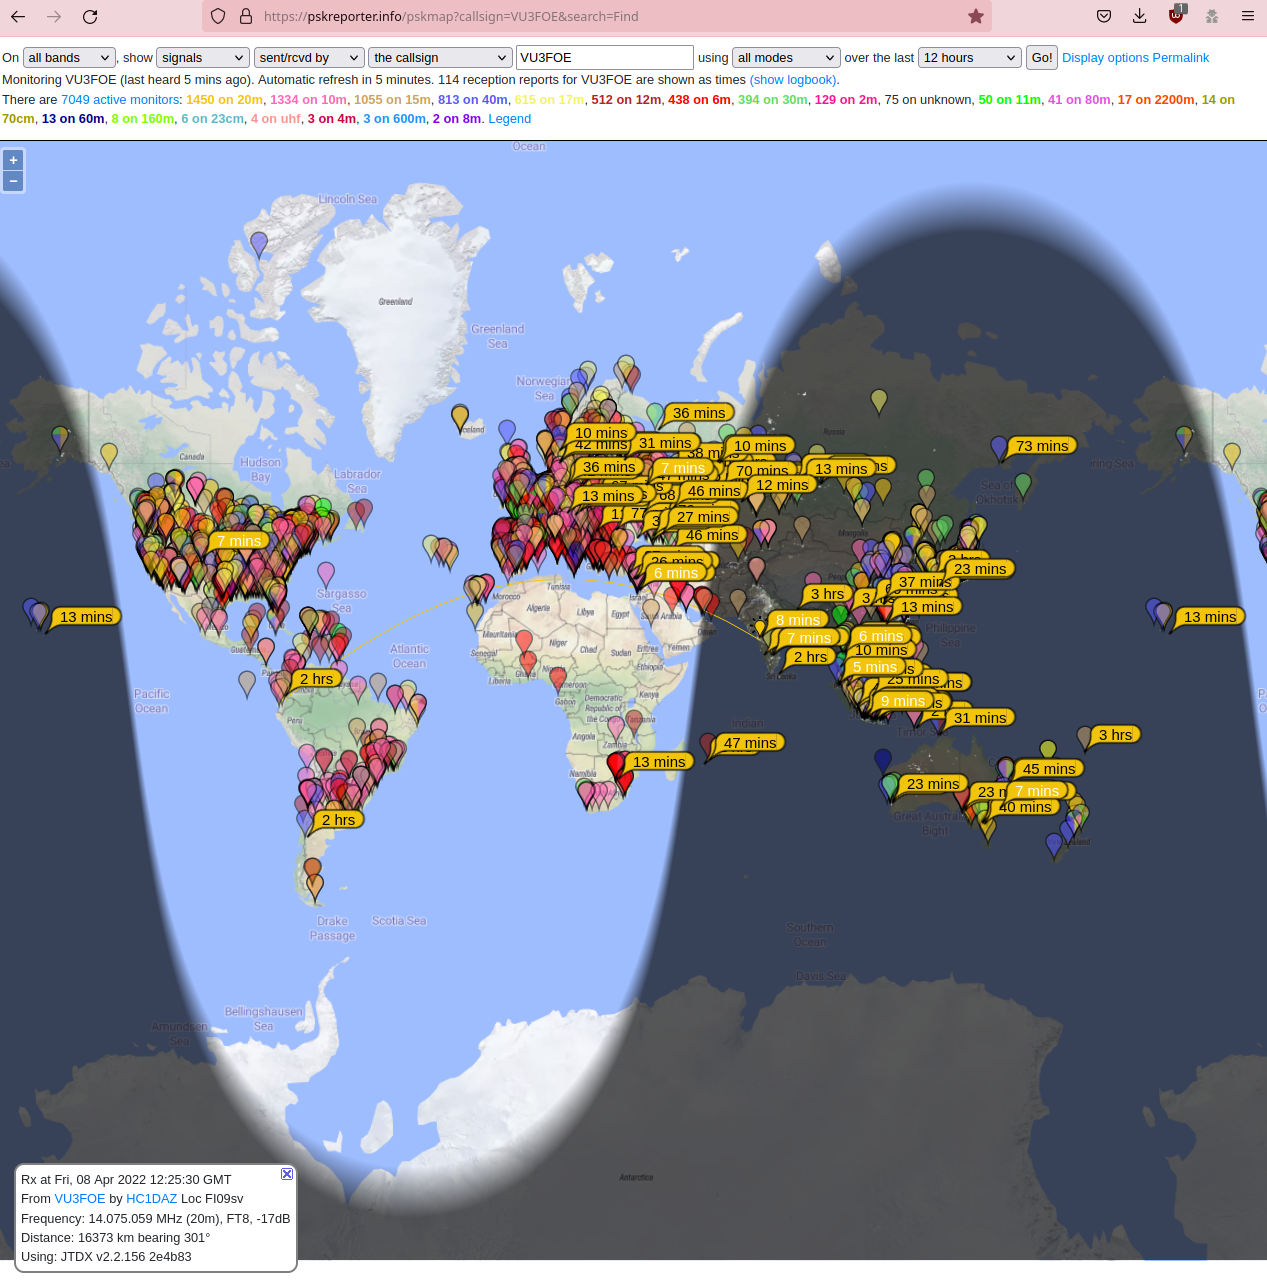 https://pskreporter.info/pskmap?callsign=VU3FOE&search=Find
1
On all bands , show signals sent/rcvd by the callsign VU3FOE using all modes over the last 12 hours Go! Display options Permalink
Monitoring VU3FOE (last heard 5 mins ago). Automatic refresh in 5 minutes. 114 reception reports for VU3FOE are shown as times (show logbook).
There are 7049 active monitors: 1450 on 20m, 1334 on 10m, 1055 on 15m, 813 on 40m, 615 on 17m, 512 on 12m, 438 on 6m, 394 on 30m, 129 on 2m, 75 on unknown, 50 on 11m, 41 on 80m, 17 on 2200m, 14 on
70cm, 13 on 60m, 8 on 160m, 6 on 23cm, 4 on uhf, 3 on 4m, 3 on 600m, 2 on 8m. Legend
Ocean
+
−
Lincoln Sea
Greenland
Greenland
Sea
Norwegian
Sea
36 mins
10 mins
31 mins
10 mins
73 mins
Russia
Canada
Hudson
Bay
Labrador
Sea
36 mins
7 mins
70 mins
13 mins
12 mins
46 mins
13 mins
Sea of
Okhotsk
27 mins
46 mins
7 mins
Mongolia
26 mins
6 mins
23 mins
37 mins
Sargasso
Sea
Tunisia
Morocco
Algeria
Libya
Egypt
Israel
Saudi Arabia
Oman
3 hrs
13 mins
13 mins
13 mins
8 mins
7 mins
6 mins
Philippine
Sea
Mauritania
Senegal
Niger
Chad
Sudan
Eritrea
Yemen
Ethiopia
Liberia
Ghana
Gabon
Kenya
Atlantic
Ocean
2 hrs
10 mins
5 mins
Sri Lanka
2 hrs
25 mins
9 mins
Pacific
Ocean
Peru
Democratic
Republic of
the Congo
Tanzania
Angola
Zambia
Namibia
Indian
31 mins
Timor Sea
47 mins
3 hrs
13 mins
45 mins
23 mins
7 mins
40 mins
2 hrs
Great Australian
Bight
Drake
Passage
Scotia Sea
Southern
Ocean
Davis Sea
Bellingshausen
Sea
Amundsen
Sea
Antarctica
Rx at Fri, 08 Apr 2022 12:25:30 GMT
From VU3FOE by HC1DAZ Loc FI09sv
Frequency: 14.075.059 MHz (20m), FT8, -17dB
Distance: 16373 km bearing 301°
Using: JTDX v2.2.156 2e4b83